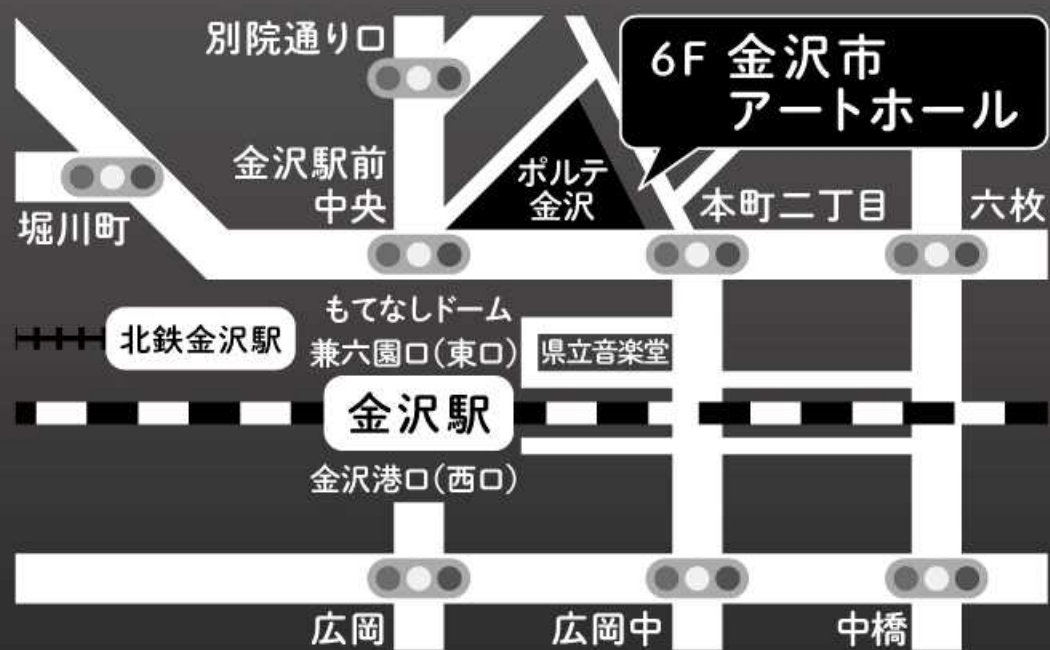 別院通り口
6F 金沢市
アートホール
金沢駅前
中央
ポルテ
金沢
本町二丁目
六枚
堀川町
もてなしドーム
北鉄金沢駅
兼六園口(東口)
県立音楽堂
金沢駅
金沢港口(西口)
広岡
広岡中
中橋